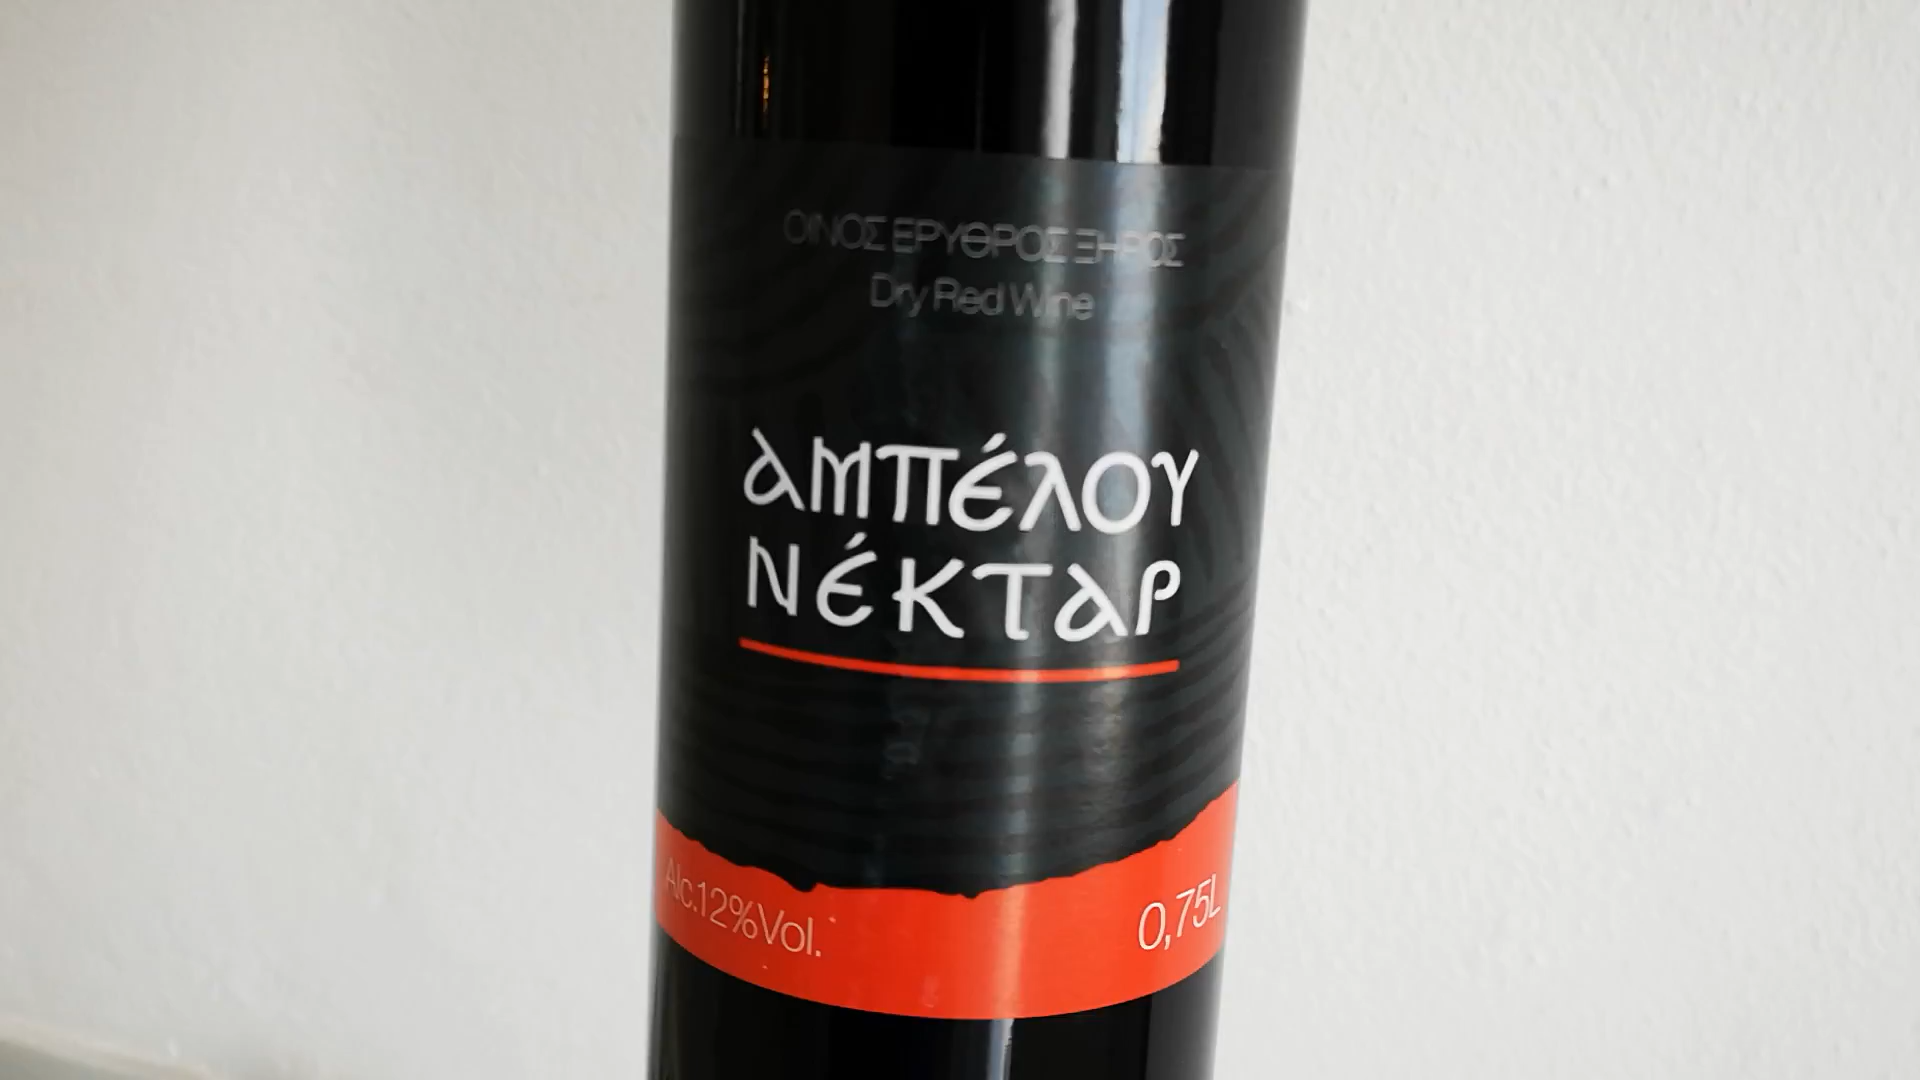 ΟΙΝΟΣ ΕΡΥΘΡΟΣ ΞΗΡΟΣ
Dry Red Wine
αμπέλου
νέκταρ
Alc.12%Vol.
0,75L